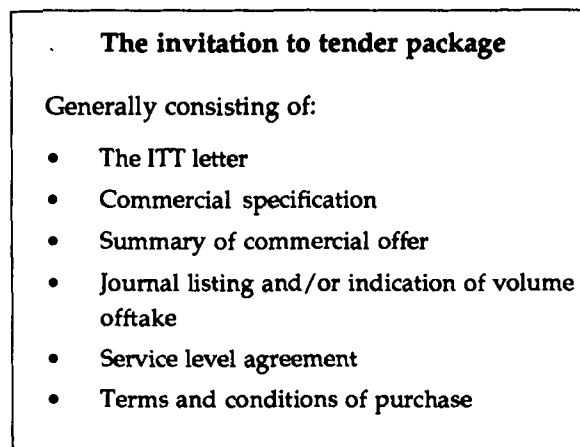 The invitation to tender package
Generally consisting of:
• The ITT letter
• Commercial specification
• Summary of commercial offer
• Journal listing and/or indication of volume
offtake
• Service level agreement
• Terms and conditions of purchase